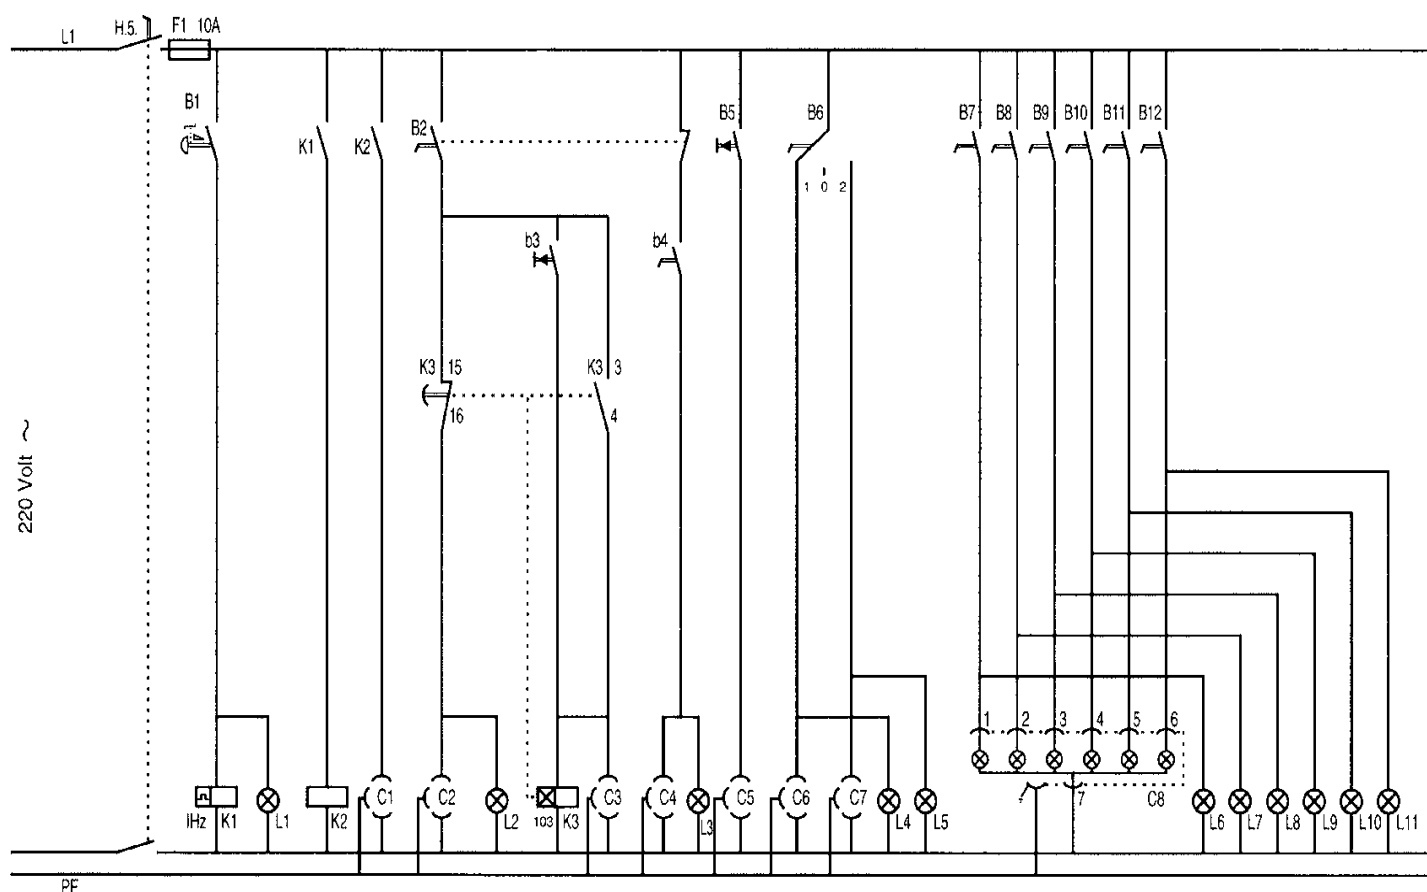 L1 H.5. F1 10A
B1 K1 K2 B2 B5 B6 B7 B8 B9 B10 B11 B12
1 0 2
b3 b4
K3 15 K3 3
16 4
220 Volt ~
1 2 3 4 5 6
C1 C2 C3 C4 C5 C6 C7 7 C8
IHz K1 L1 K2 L2 103 K3 L3 L4 L5 L6 L7 L8 L9 L10 L11
PE